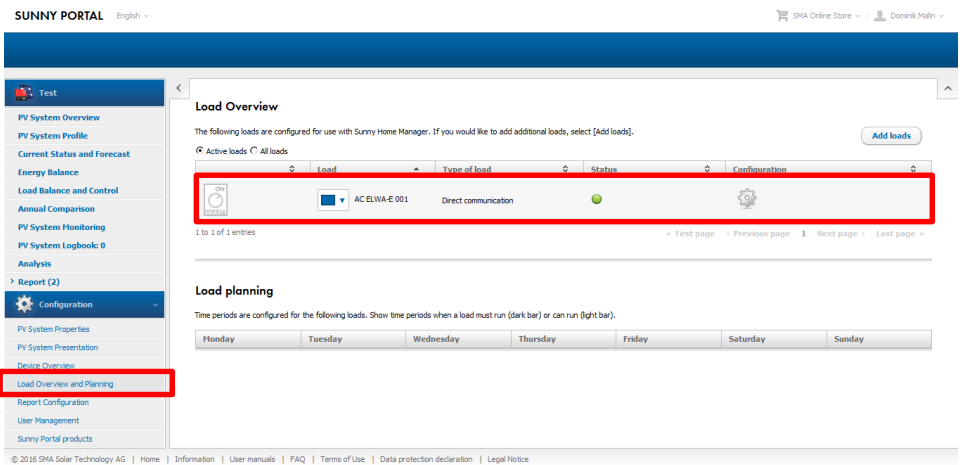 SUNNY PORTAL English
SMA Online Store Dominik Malin
Test
PV System Overview
PV System Profile
Current Status and Forecast
Energy Balance
Load Balance and Control
Annual Comparison
PV System Monitoring
PV System Logbook: 0
Analysis
Report (2)
Configuration
PV System Properties
PV System Presentation
Device Overview
Load Overview and Planning
Report Configuration
User Management
Sunny Portal products
Load Overview
The following loads are configured for use with Sunny Home Manager. If you would like to add additional loads, select [Add loads].
Add loads
Active loads All loads
Load Type of load Status Configuration
ON
SMART
AC ELWA-E 001 Direct communication
1 to 1 of 1 entries
« First page ‹ Previous page 1 Next page › Last page »
Load planning
Time periods are configured for the following loads. Show time periods when a load must run (dark bar) or can run (light bar).
Monday Tuesday Wednesday Thursday Friday Saturday Sunday
© 2016 SMA Solar Technology AG | Home | Information | User manuals | FAQ | Terms of Use | Data protection declaration | Legal Notice